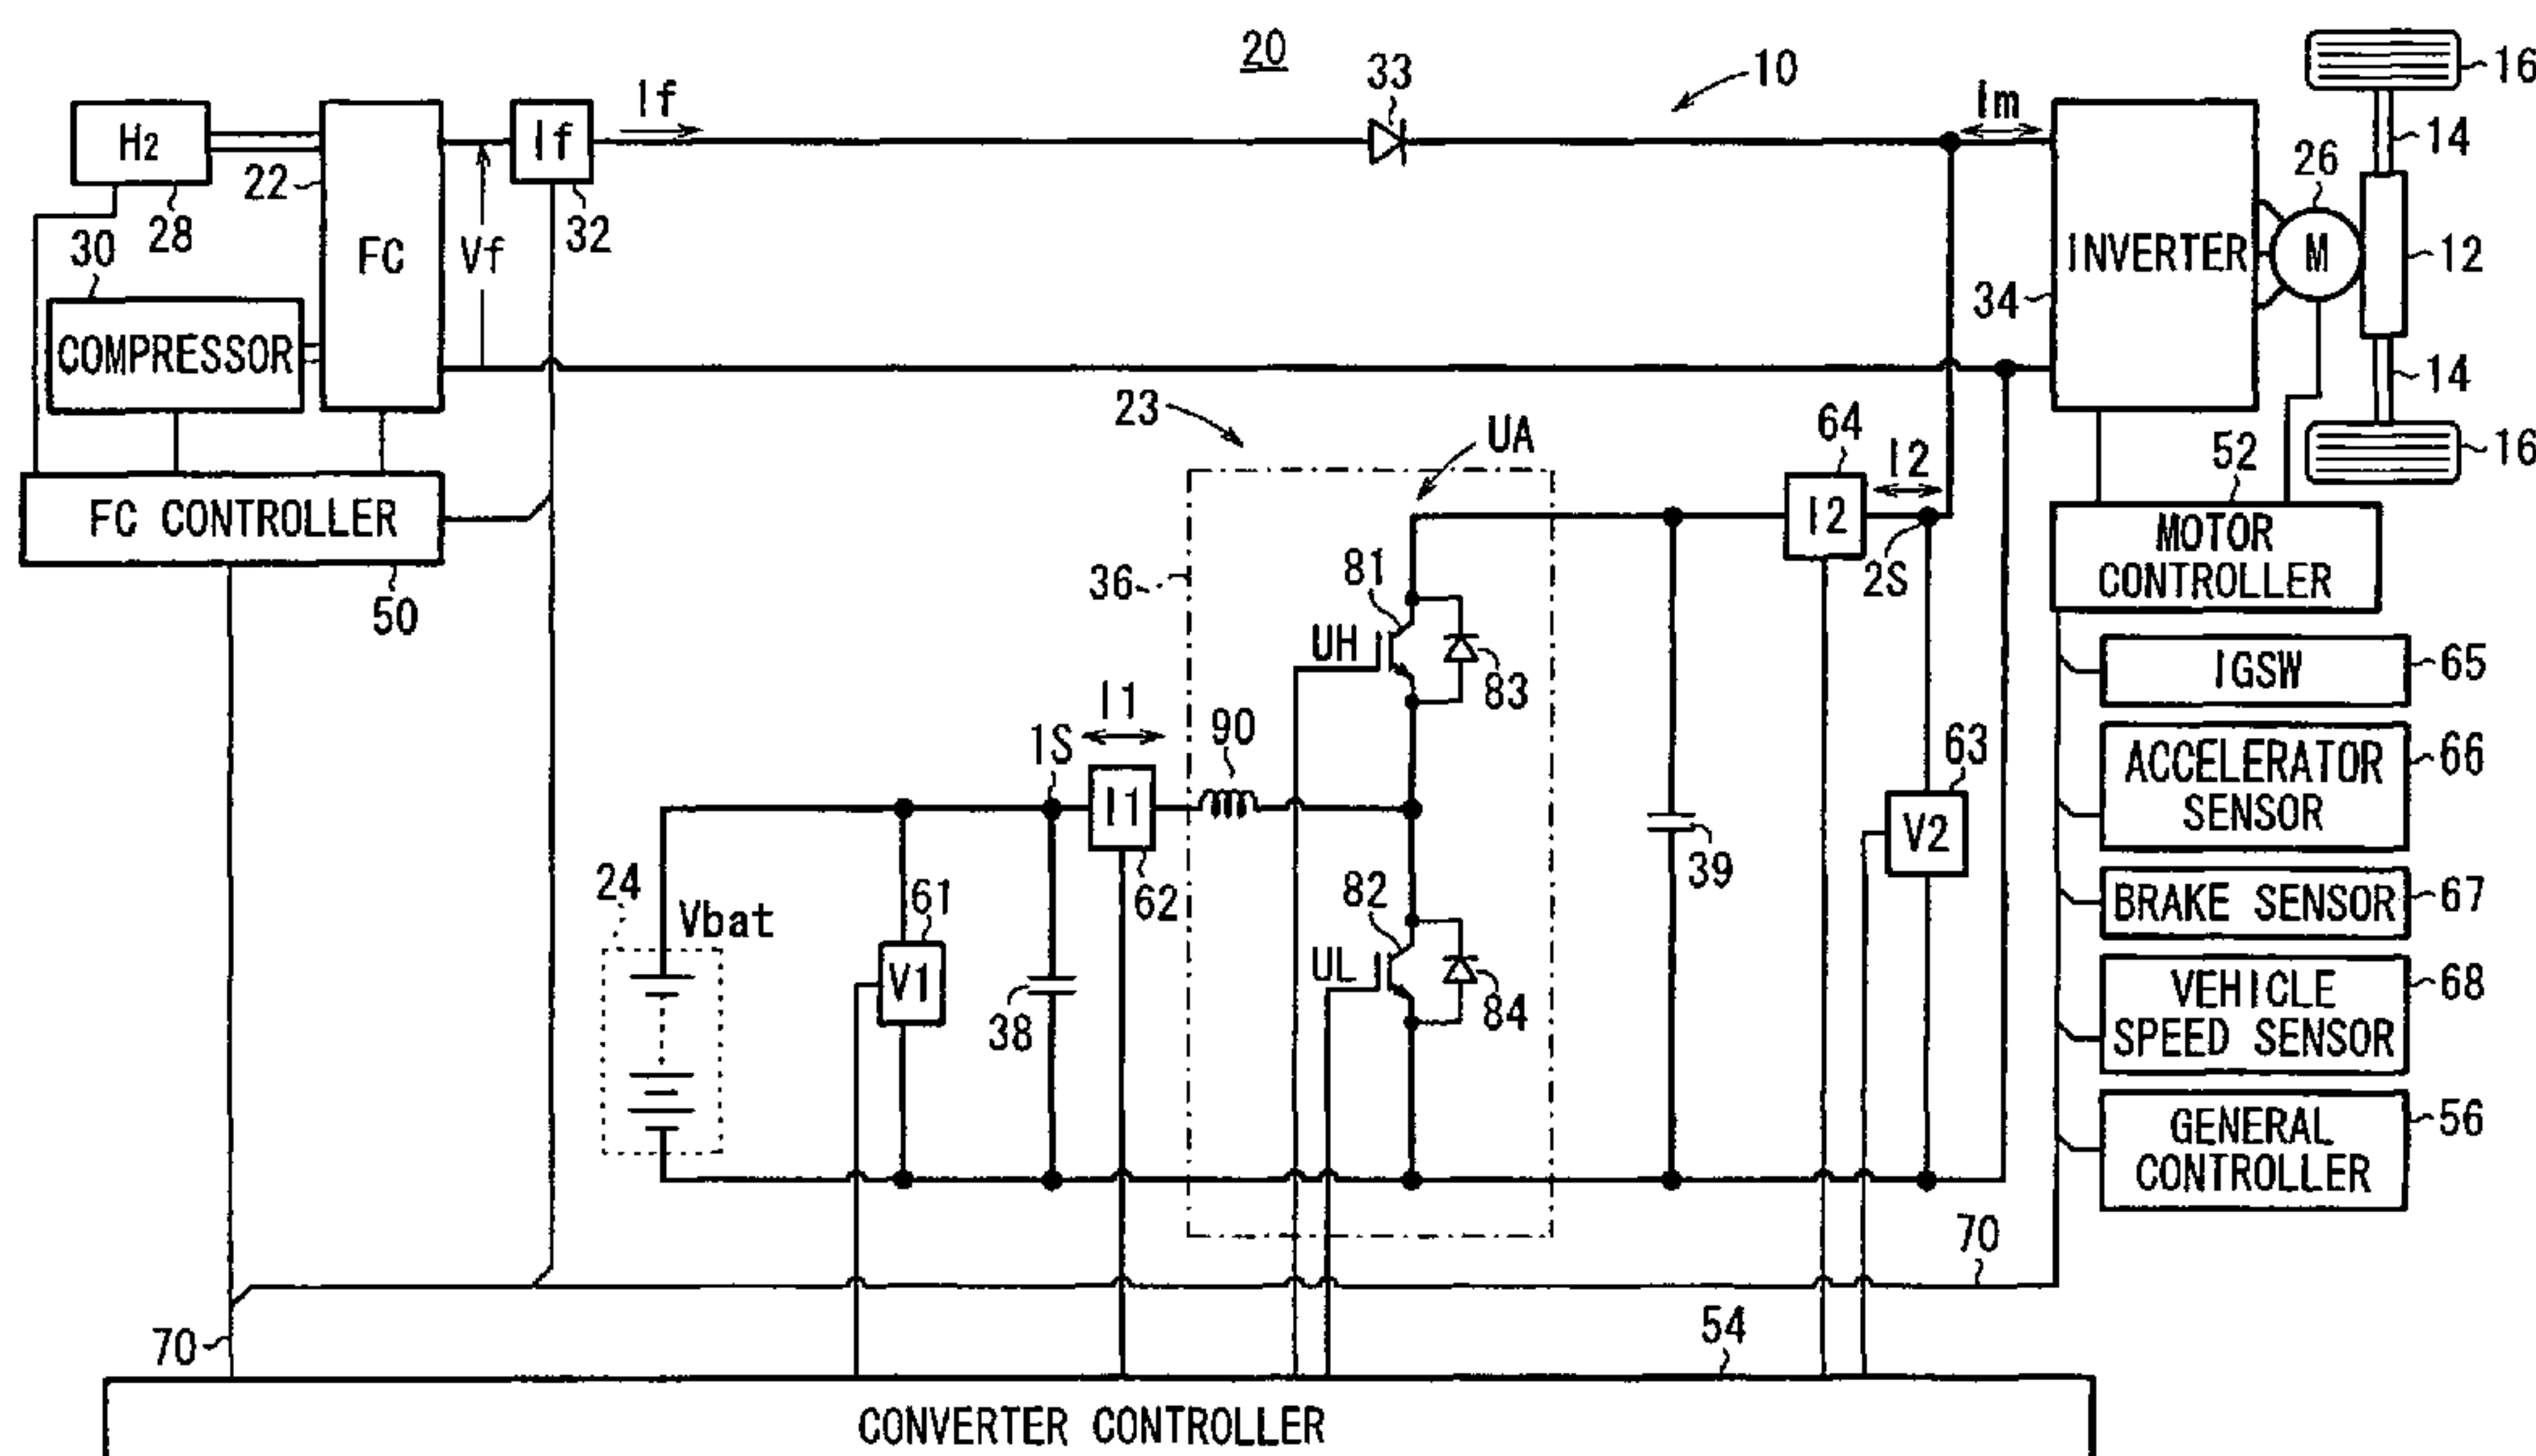 20
33
10
Im
16
H2
22
28
If
If
32
14
26
INVERTER
M
12
34
30
FC
Vf
COMPRESSOR
14
16
23
UA
64
I2
I2
2S
52
MOTOR
CONTROLLER
FC CONTROLLER
50
36
81
UH
83
65
IGSW
I1
1S
90
I1
62
63
V2
66
ACCELERATOR
SENSOR
39
24
Vbat
61
V1
38
82
UL
84
BRAKE SENSOR
67
VEHICLE
SPEED SENSOR
68
GENERAL
CONTROLLER
56
70
70
54
CONVERTER CONTROLLER